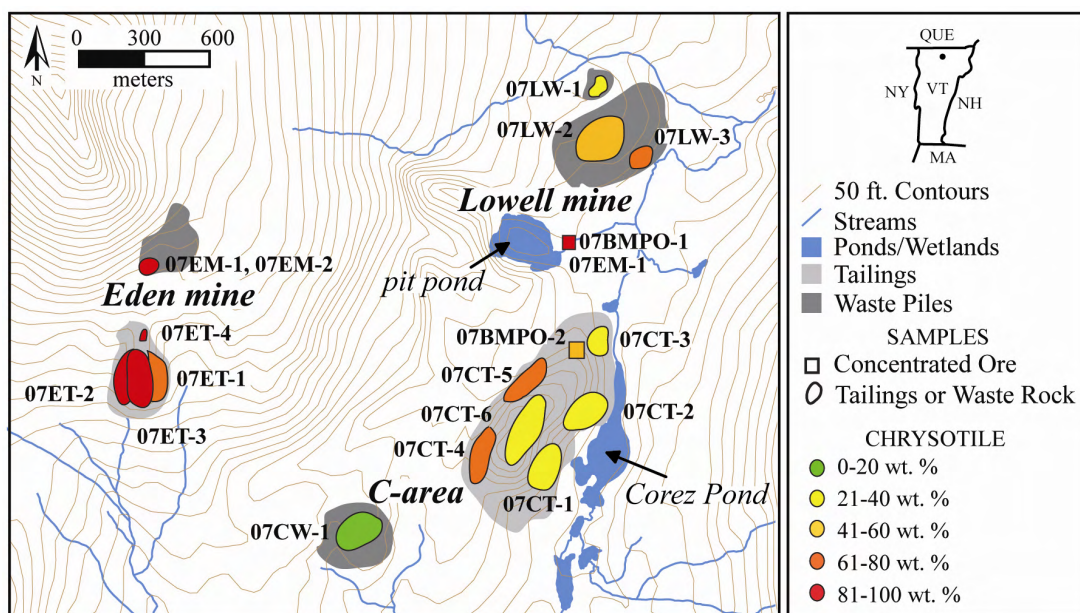 0 300 600
meters
N
07LW-1
07LW-2
07LW-3
Lowell mine
07BMPO-1
07EM-1
pit pond
07EM-1, 07EM-2
Eden mine
07ET-4
07ET-2
07ET-1
07ET-3
07BMPO-2
07CT-3
07CT-5
07CT-6
07CT-2
07CT-4
C-area
07CT-1
Corez Pond
07CW-1
QUE
NY
VT
NH
MA
50 ft. Contours
Streams
Ponds/Wetlands
Tailings
Waste Piles
SAMPLES
Concentrated Ore
Tailings or Waste Rock
CHRYSOTILE
0-20 wt. %
21-40 wt. %
41-60 wt. %
61-80 wt. %
81-100 wt. %